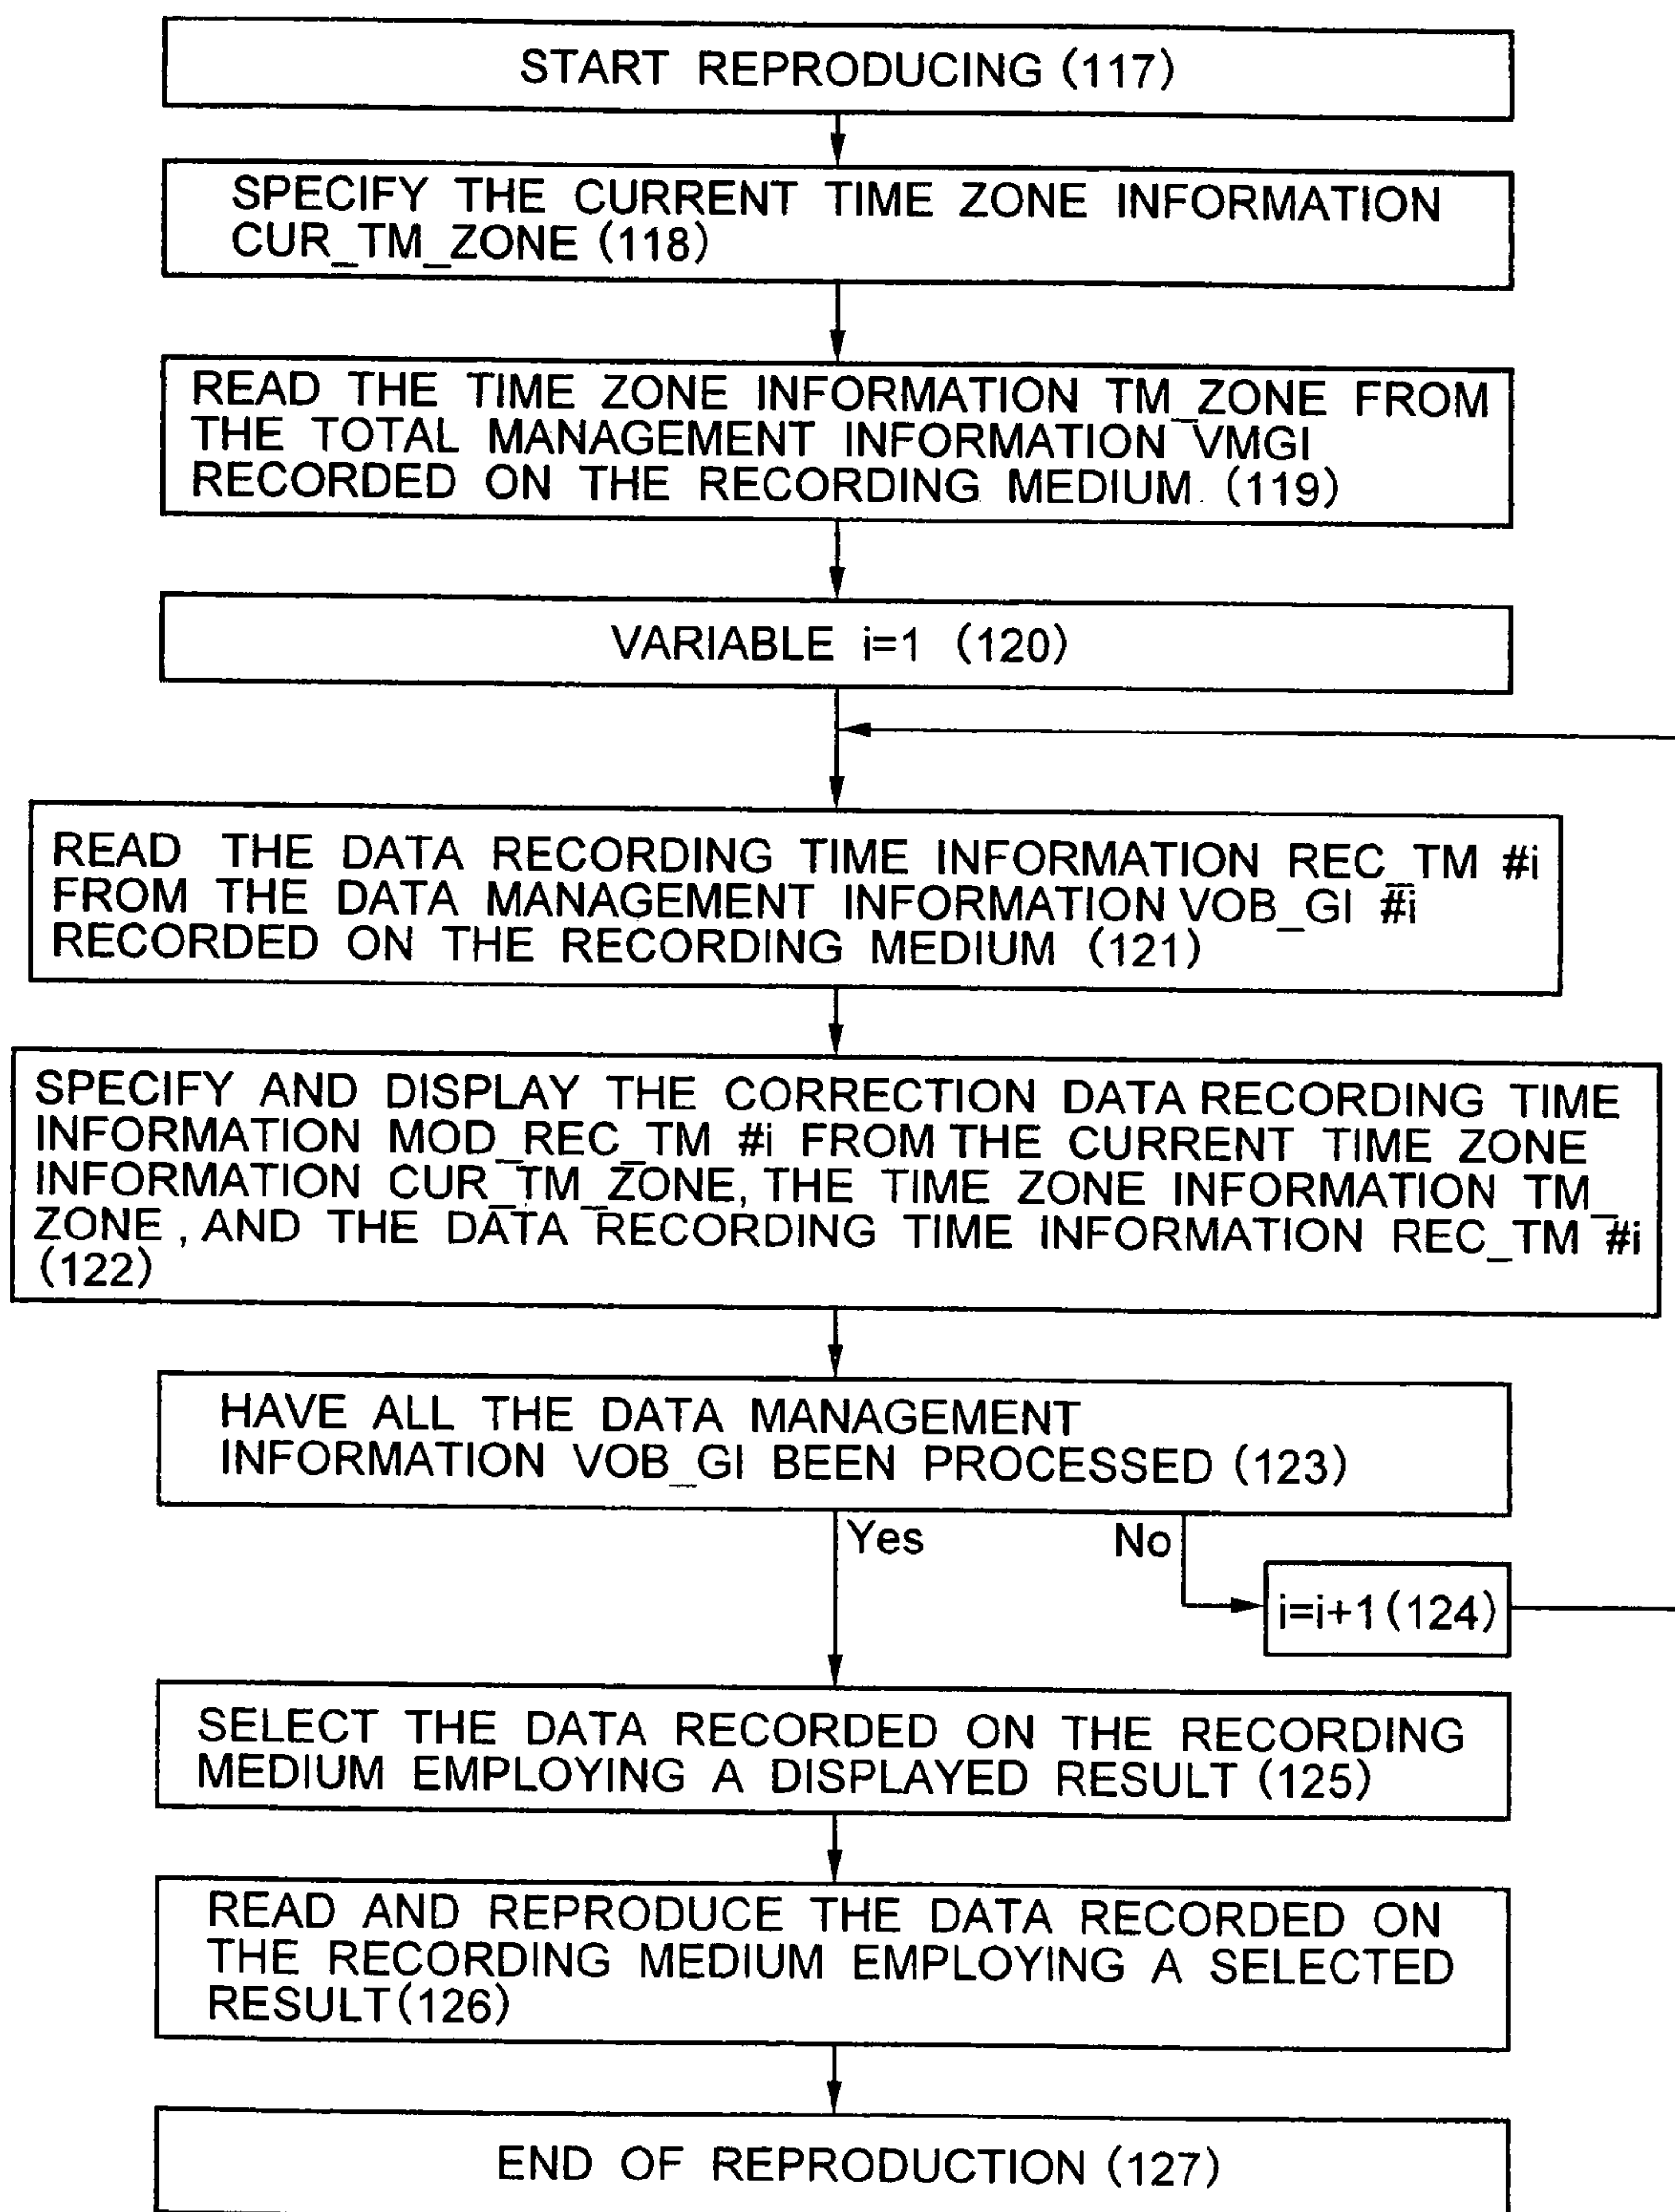 START REPRODUCING (117)
SPECIFY THE CURRENT TIME ZONE INFORMATION
CUR_TM_ZONE (118)
READ THE TIME ZONE INFORMATION TM_ZONE FROM
THE TOTAL MANAGEMENT INFORMATION VMGI
RECORDED ON THE RECORDING MEDIUM. (119)
VARIABLE i=1 (120)
READ THE DATA RECORDING TIME INFORMATION REC_TM #i
FROM THE DATA MANAGEMENT INFORMATION VOB_GI #i
RECORDED ON THE RECORDING MEDIUM (121)
SPECIFY AND DISPLAY THE CORRECTION DATA RECORDING TIME
INFORMATION MOD_REC_TM #i FROM THE CURRENT TIME ZONE
INFORMATION CUR_TM_ZONE, THE TIME ZONE INFORMATION TM_
ZONE, AND THE DATA RECORDING TIME INFORMATION REC_TM #i
(122)
HAVE ALL THE DATA MANAGEMENT
INFORMATION VOB_GI BEEN PROCESSED (123)
Yes No
i=i+1 (124)
SELECT THE DATA RECORDED ON THE RECORDING
MEDIUM EMPLOYING A DISPLAYED RESULT (125)
READ AND REPRODUCE THE DATA RECORDED ON
THE RECORDING MEDIUM EMPLOYING A SELECTED
RESULT (126)
END OF REPRODUCTION (127)